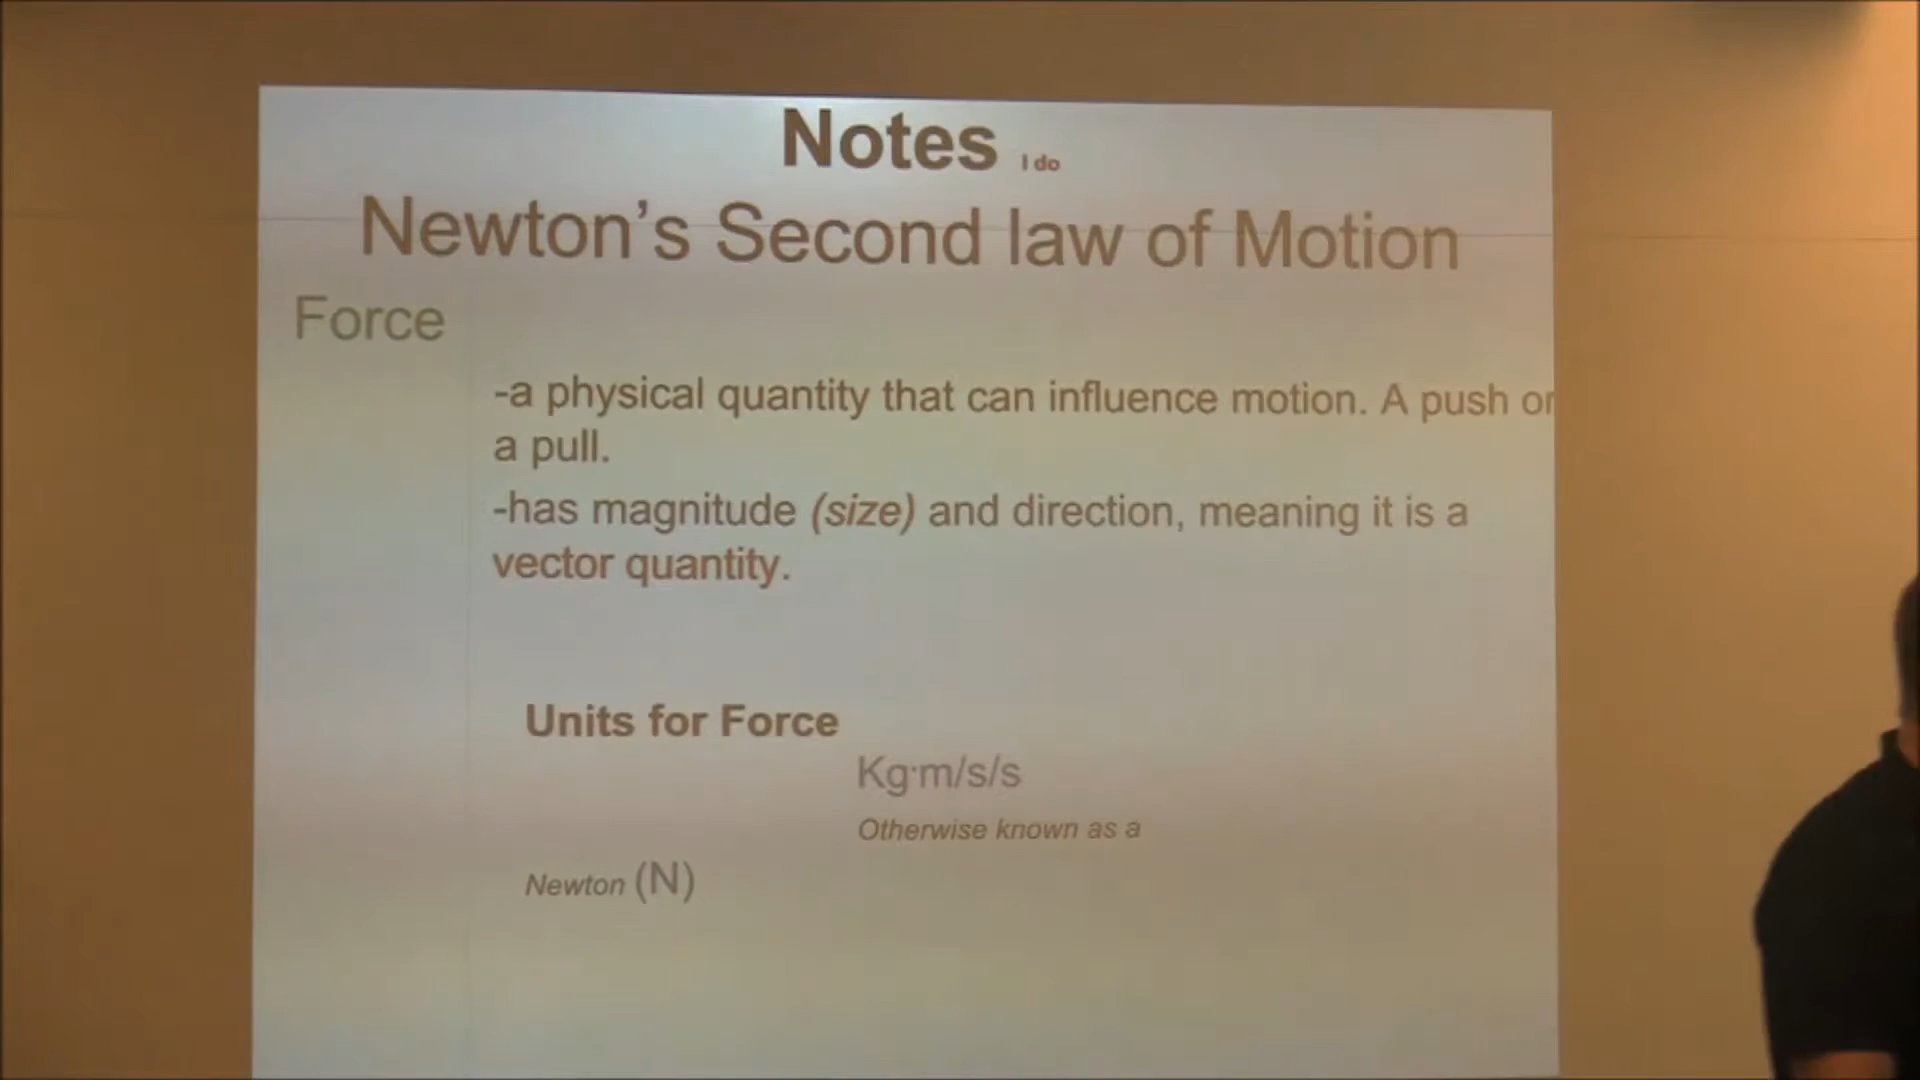 Notes I do
Newton's Second law of Motion
Force
-a physical quantity that can influence motion. A push or
a pull.
-has magnitude (size) and direction, meaning it is a
vector quantity.
Units for Force
Kg·m/s/s
Otherwise known as a
Newton (N)